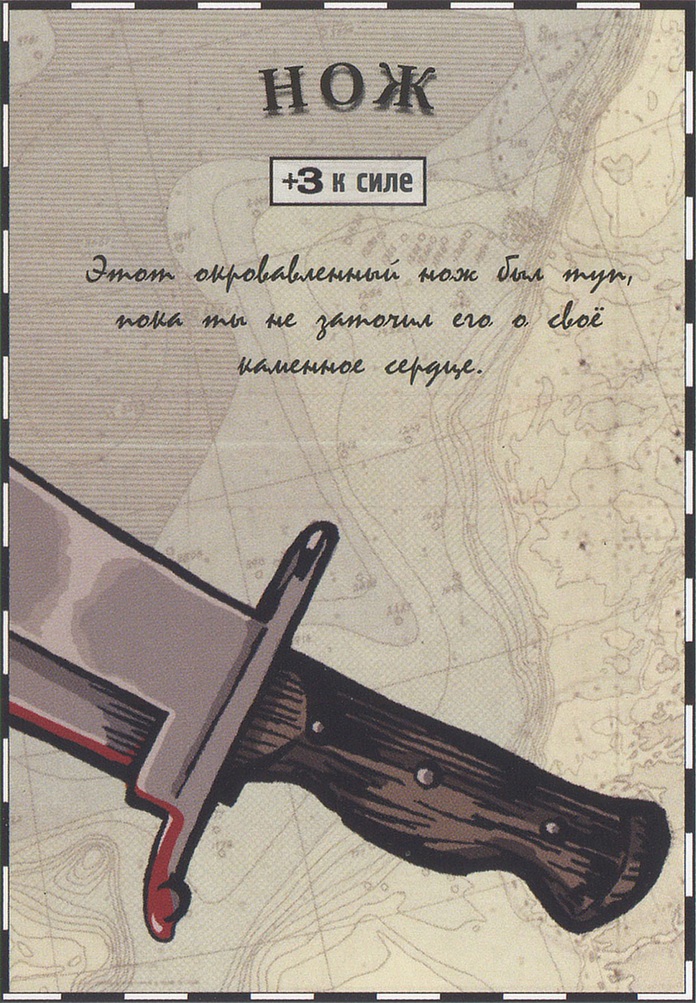 НОЖ
+3 к силе
Этот окровавленный нож был туп,
пока ты не заточил его о своё
каменное сердце.